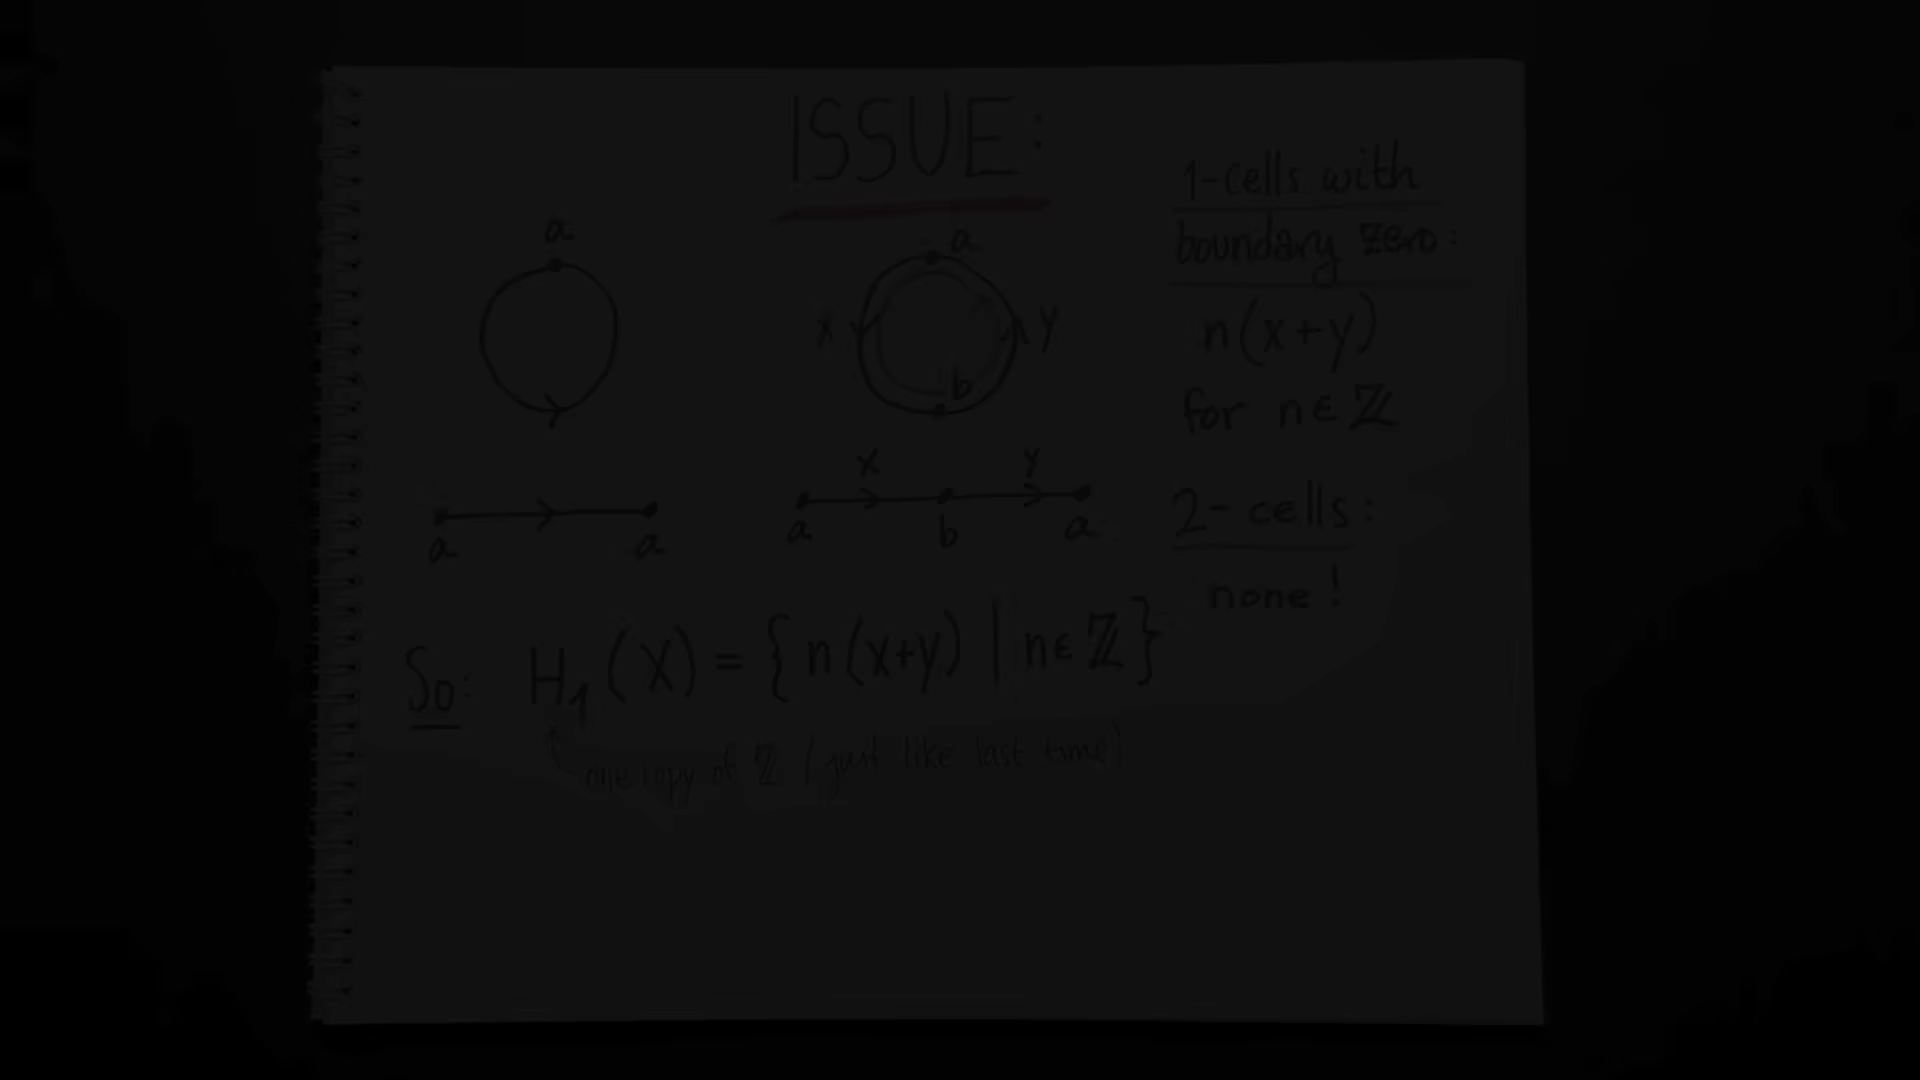 ISSUE:
a
a
x
y
b
a
a
x
y
a
b
a
1-cells with
boundary zero:
n(x+y)
for n∈ℤ
2-cells:
none!
So: H₁(X) = {n(x+y) | n∈ℤ}
one copy of ℤ (just like last time)